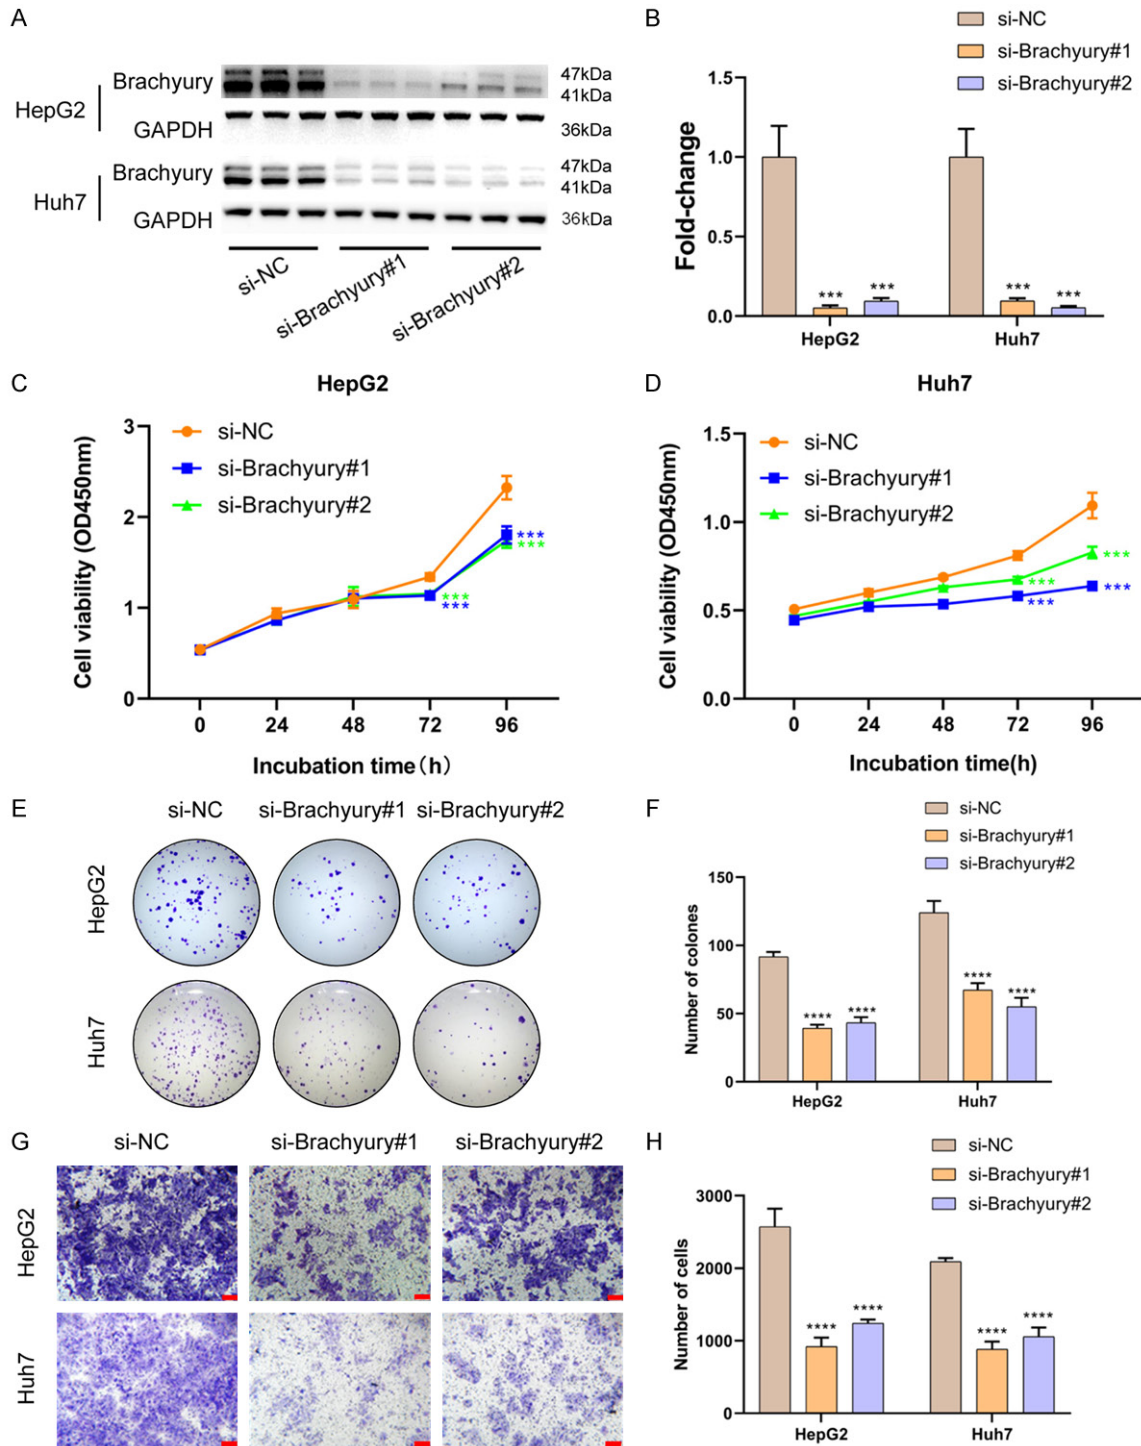 A
Brachyury
47kDa
41kDa
HepG2
GAPDH
36kDa
Brachyury
47kDa
41kDa
Huh7
GAPDH
36kDa
si-NC
si-Brachyury#1
si-Brachyury#2
B
si-NC
si-Brachyury#1
si-Brachyury#2
Fold-change
1.5
1.0
0.5
0.0
*** ***
*** ***
HepG2 Huh7
C
HepG2
si-NC
si-Brachyury#1
si-Brachyury#2
Cell viability (OD450nm)
3
2
1
0
***
***
***
***
0 24 48 72 96
Incubation time(h)
D
Huh7
si-NC
si-Brachyury#1
si-Brachyury#2
Cell viability (OD450nm)
1.5
1.0
0.5
0.0
***
***
***
***
0 24 48 72 96
Incubation time(h)
E
si-NC si-Brachyury#1 si-Brachyury#2
HepG2
Huh7
F
si-NC
si-Brachyury#1
si-Brachyury#2
Number of colones
150
100
50
0
**** ****
**** ****
HepG2 Huh7
G
si-NC si-Brachyury#1 si-Brachyury#2
HepG2
Huh7
H
si-NC
si-Brachyury#1
si-Brachyury#2
Number of cells
3000
2000
1000
0
**** ****
**** ****
HepG2 Huh7